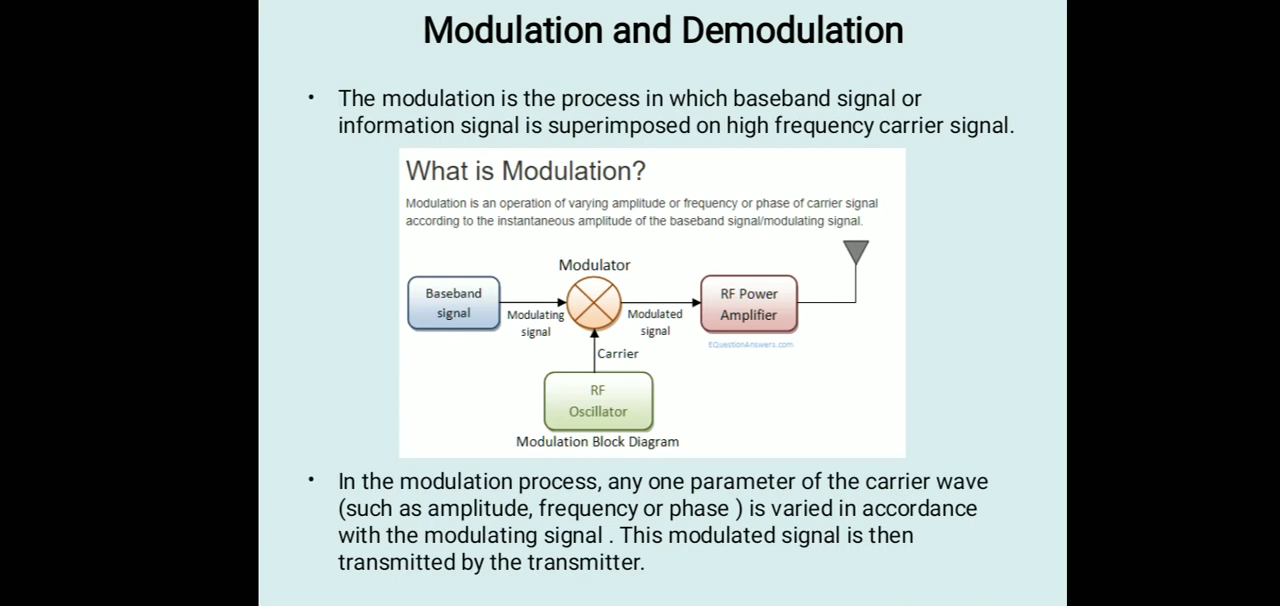 Modulation and Demodulation
• The modulation is the process in which baseband signal or
information signal is superimposed on high frequency carrier signal.
What is Modulation?
Modulation is an operation of varying amplitude or frequency or phase of carrier signal
according to the instantaneous amplitude of the baseband signal/modulating signal.
Modulator
Baseband
signal
Modulating
signal
Modulated
signal
RF Power
Amplifier
EQuestionAnswers.com
Carrier
RF
Oscillator
Modulation Block Diagram
• In the modulation process, any one parameter of the carrier wave
(such as amplitude, frequency or phase ) is varied in accordance
with the modulating signal . This modulated signal is then
transmitted by the transmitter.